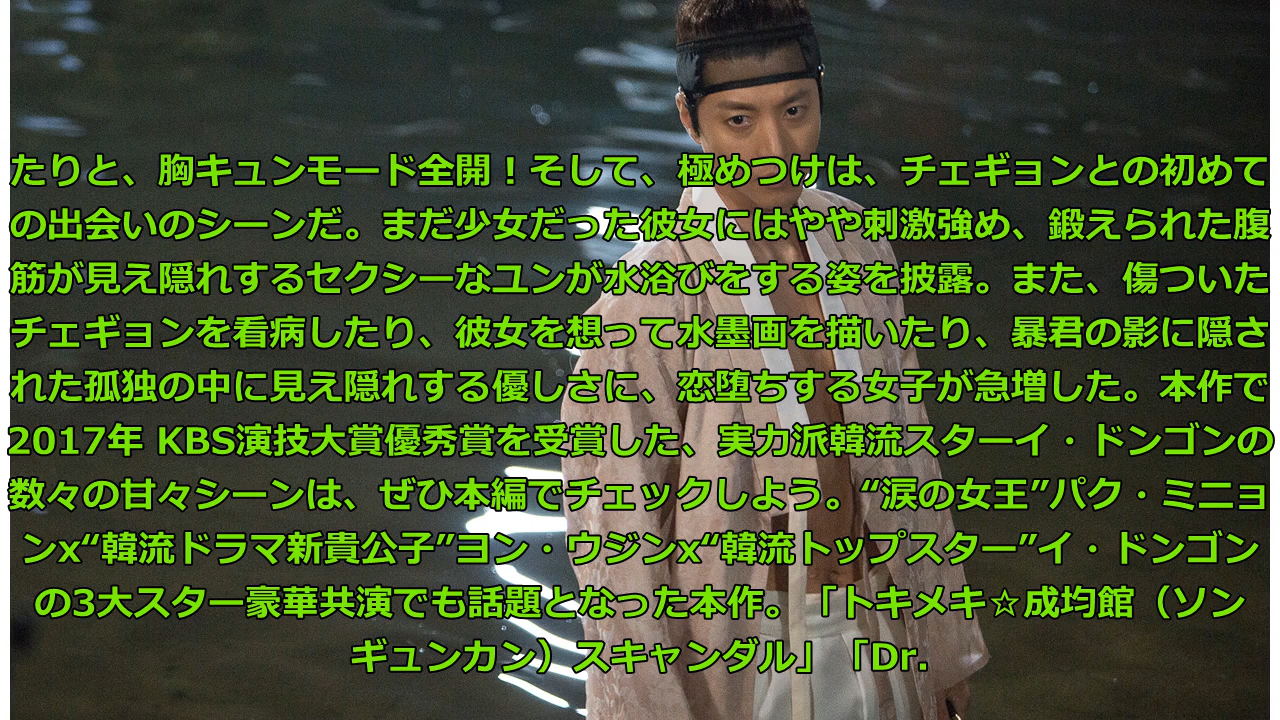 たりと、胸キュンモード全開！そして、極めつけは、チェギョンとの初めて
の出会いのシーンだ。まだ少女だった彼女にはやや刺激強め、鍛えられた腹
筋が見え隠れするセクシーなユンが水浴びをする姿を披露。また、傷ついた
チェギョンを看病したり、彼女を想って水墨画を描いたり、暴君の影に隠さ
れた孤独の中に見え隠れする優しさに、恋堕ちする女子が急増した。本作で
2017年 KBS演技大賞優秀賞を受賞した、実力派韓流スターイ・ドンゴンの
数々の甘々シーンは、ぜひ本編でチェックしよう。“涙の女王”パク・ミニョ
ンx“韓流ドラマ新貴公子”ヨン・ウジンx“韓流トップスター”イ・ドンゴン
の3大スター豪華共演でも話題となった本作。「トキメキ☆成均館（ソン
ギュンカン）スキャンダル」「Dr.